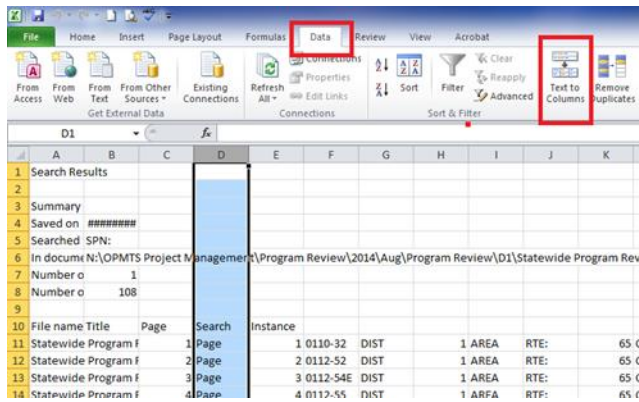 File Home Insert Page Layout Formulas Data Review View Acrobat
From Access
From Web
From Text
From Other Sources
Existing Connections
Refresh All
Connections
Properties
Edit Links
Sort
Filter
Clear
Reapply
Advanced
Text to Columns
Remove Duplicates
Get External Data Connections Sort & Filter
D1 fx
A B C D E F G H I J K
1 Search Results
2
3 Summary
4 Saved on ########
5 Searched SPN:
6 In docume N:\OPMTS Project Management\Program Review\2014\Aug\Program Review\D1\Statewide Program Rev
7 Number o 1
8 Number o 108
9
10 File name Title Page Search Instance
11 Statewide Program F 1 Page 1 0110-32 DIST 1 AREA RTE: 65
12 Statewide Program F 2 Page 2 0112-52 DIST 1 AREA RTE: 65
13 Statewide Program F 3 Page 3 0112-54E DIST 1 AREA RTE: 65
14 Statewide Program F 4 Page 4 0112-55 DIST 1 AREA RTE: 65